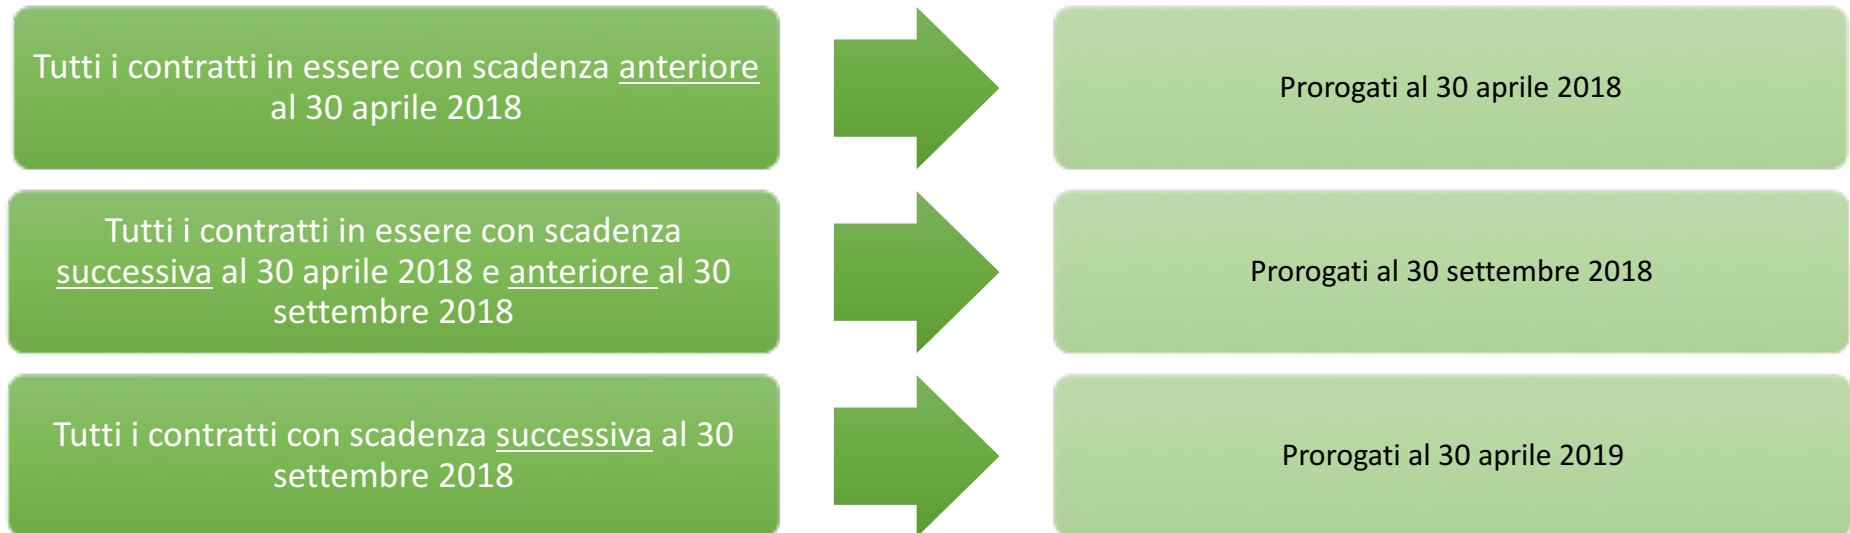 Tutti i contratti in essere con scadenza anteriore
al 30 aprile 2018
Prorogati al 30 aprile 2018
Tutti i contratti in essere con scadenza
successiva al 30 aprile 2018 e anteriore al 30
settembre 2018
Prorogati al 30 settembre 2018
Tutti i contratti con scadenza successiva al 30
settembre 2018
Prorogati al 30 aprile 2019